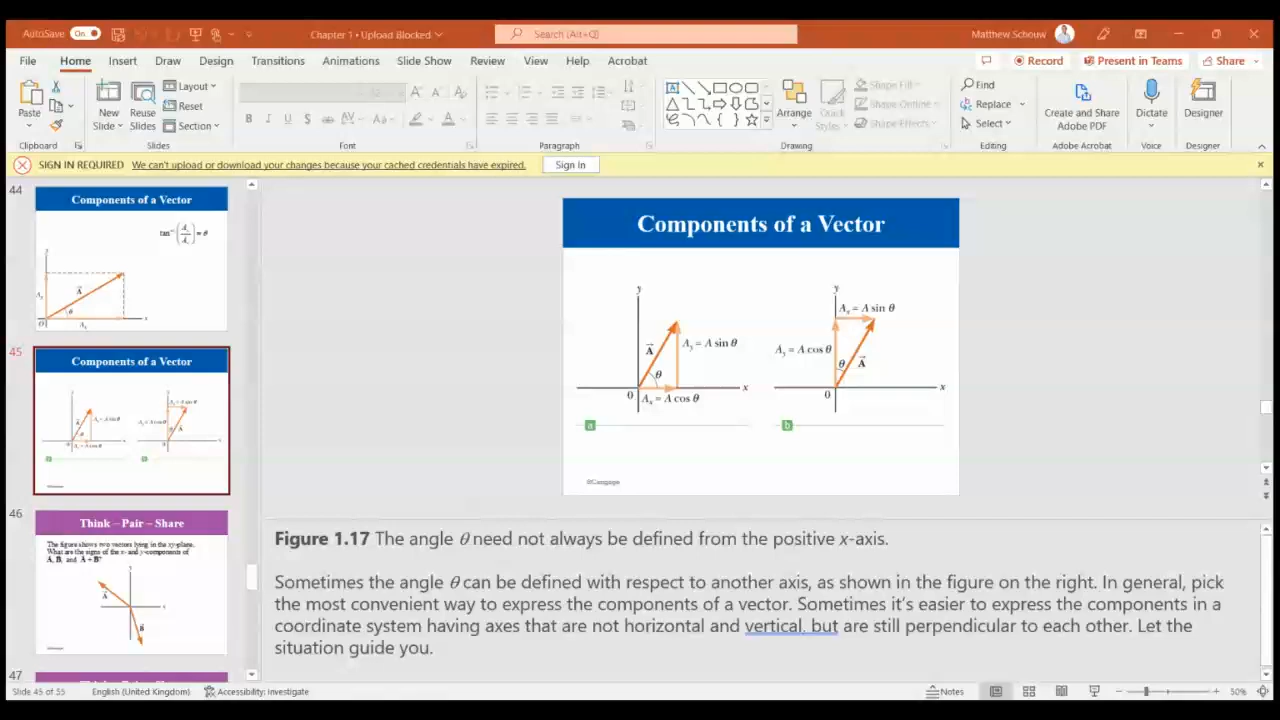 AutoSave On
Chapter 1 • Upload Blocked
Search (Alt+Q)
Matthew Schouw
File Home Insert Draw Design Transitions Animations Slide Show Review View Help Acrobat
Record Present in Teams Share
Paste
New Slide
Reuse Slides
Layout
Reset
Section
Arrange
Quick Styles
Shape Fill
Shape Outline
Shape Effects
Find
Replace
Select
Create and Share Adobe PDF
Dictate
Designer
Clipboard Slides Font Paragraph Drawing Editing Adobe Acrobat Voice Designer
SIGN IN REQUIRED We can't upload or download your changes because your cached credentials have expired. Sign In
44
Components of a Vector
45
Components of a Vector
46
Think – Pair – Share
The figure shows two vectors lying in the xy-plane.
What are the signs of the x- and y-components of
A, B, and A + B?
47
Components of a Vector
y
A
θ
A_y = A sin θ
0
A_x = A cos θ
x
a
y
A_x = A sin θ
A_y = A cos θ
θ
A
0
x
b
©Cengage
Figure 1.17 The angle θ need not always be defined from the positive x-axis.
Sometimes the angle θ can be defined with respect to another axis, as shown in the figure on the right. In general, pick
the most convenient way to express the components of a vector. Sometimes it's easier to express the components in a
coordinate system having axes that are not horizontal and vertical, but are still perpendicular to each other. Let the
situation guide you.
Slide 45 of 55 English (United Kingdom) Accessibility: Investigate Notes 50%